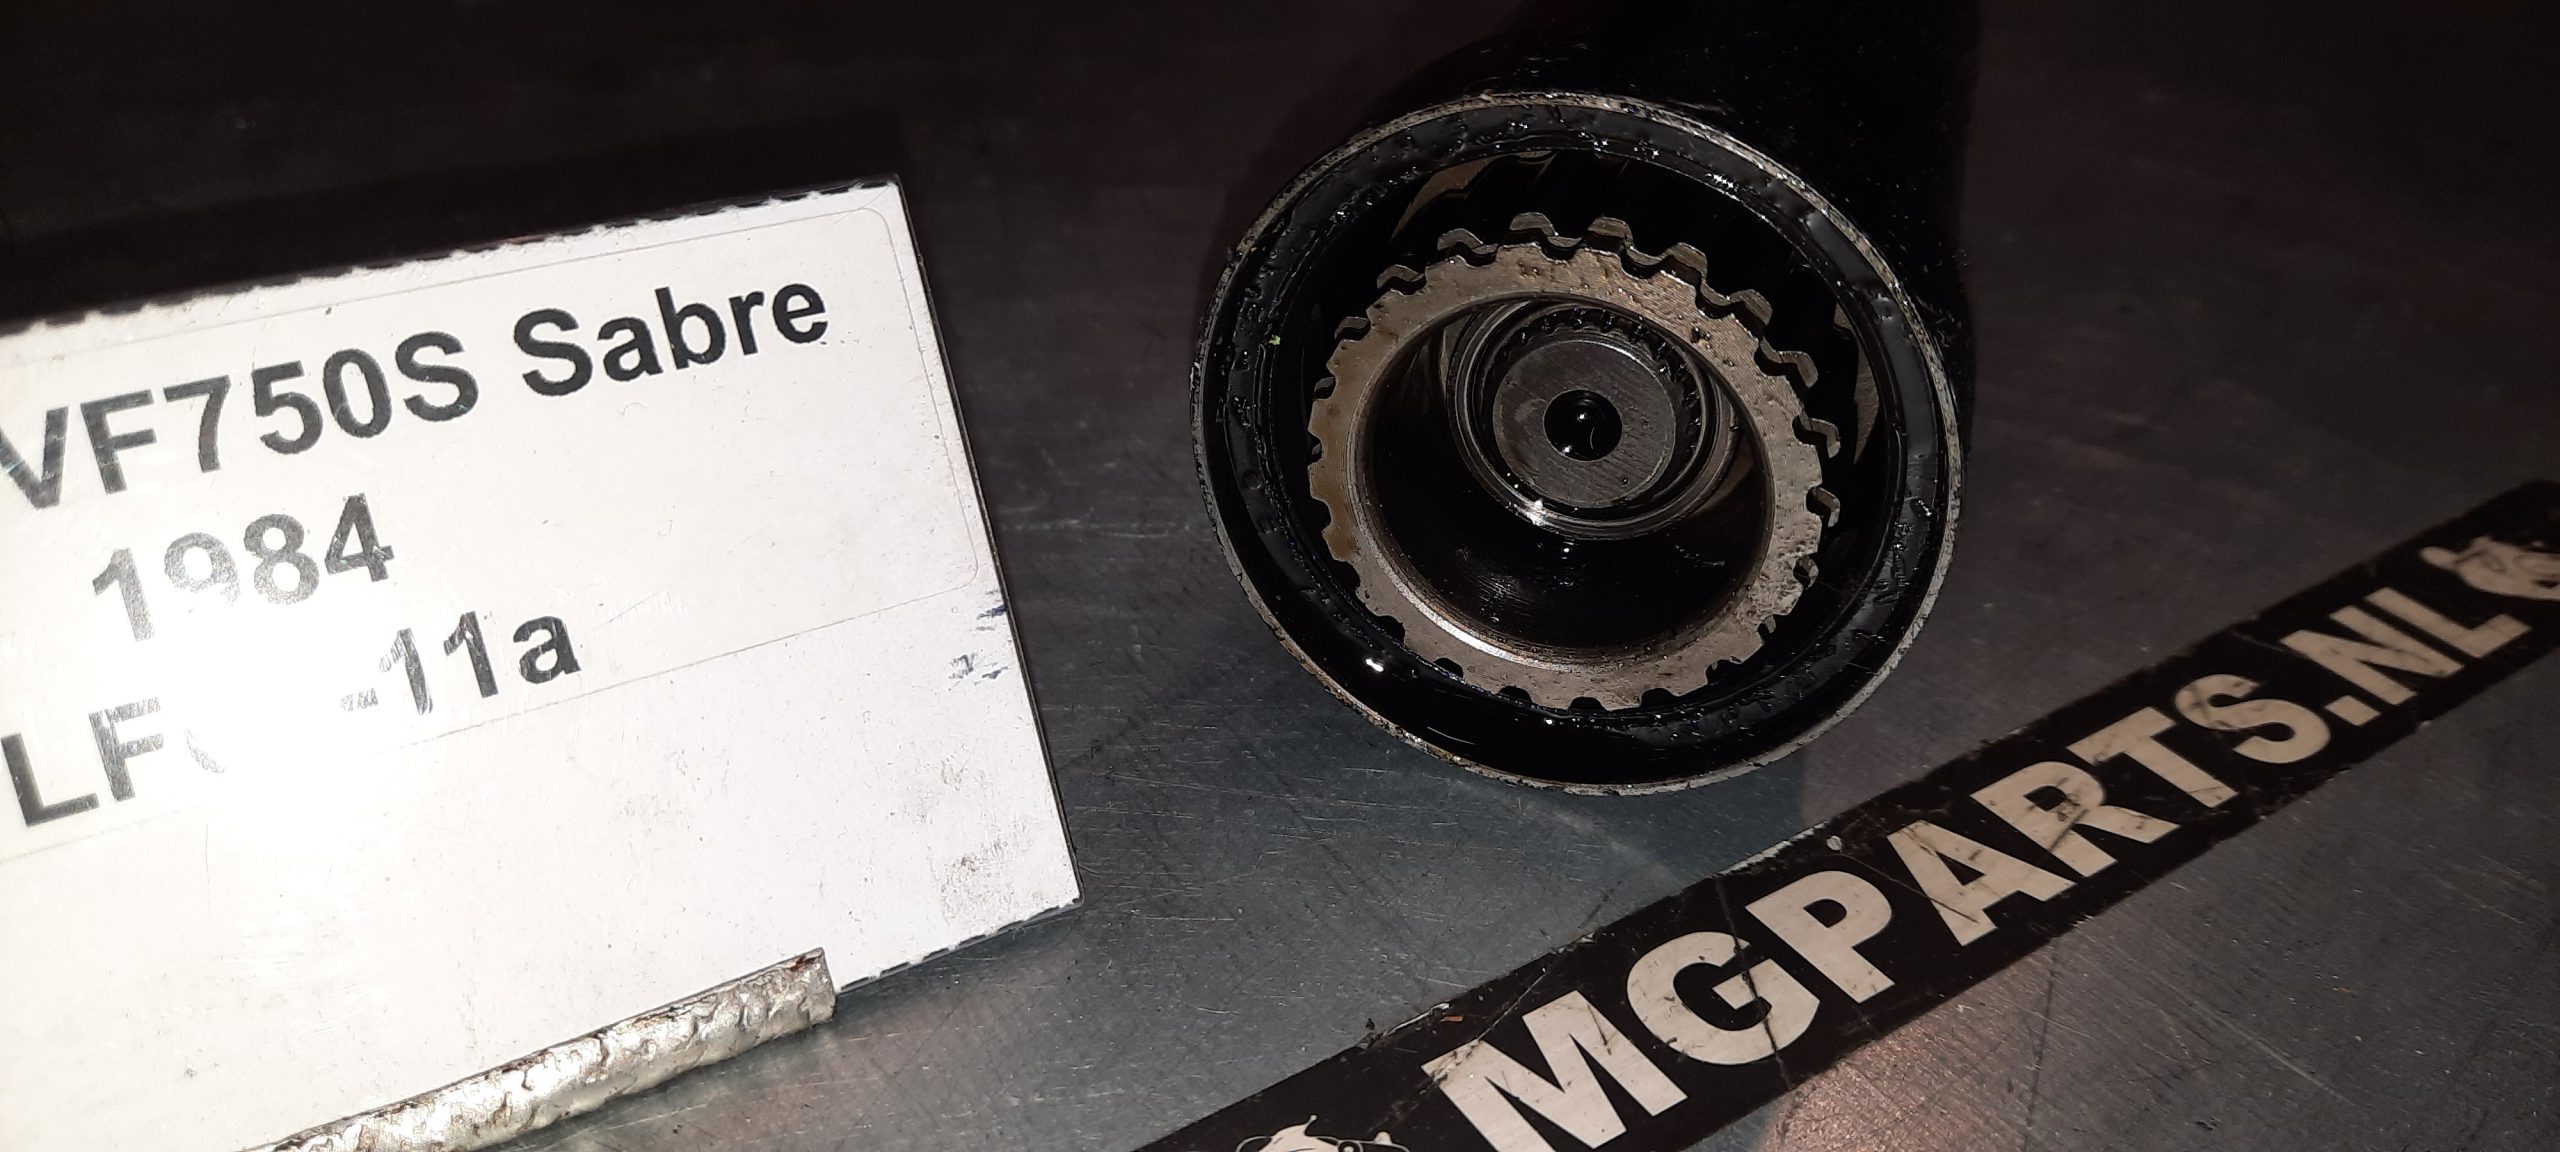 VF750S Sabre
1984
-11a
MGPARTS.NL